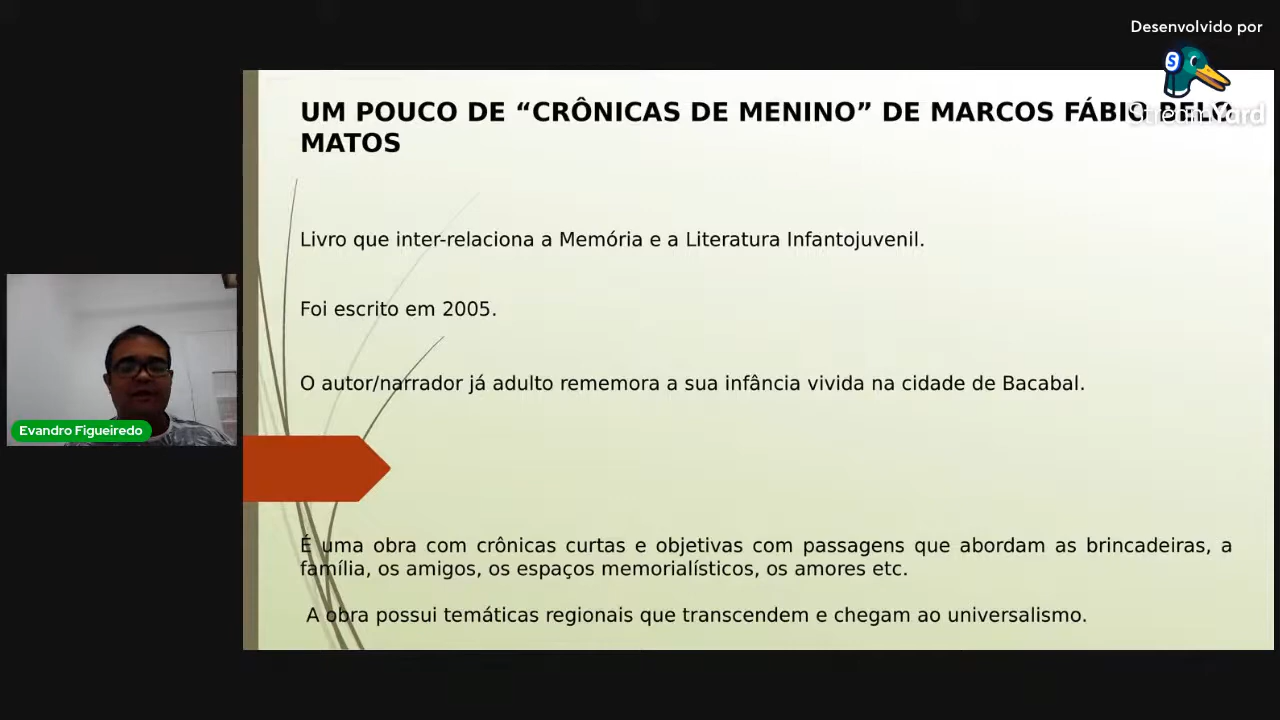 Desenvolvido por
S
StreamYard
UM POUCO DE “CRÔNICAS DE MENINO” DE MARCOS FÁBIO BELO
MATOS
Livro que inter-relaciona a Memória e a Literatura Infantojuvenil.
Foi escrito em 2005.
O autor/narrador já adulto rememora a sua infância vivida na cidade de Bacabal.
Evandro Figueiredo
É uma obra com crônicas curtas e objetivas com passagens que abordam as brincadeiras, a
família, os amigos, os espaços memorialísticos, os amores etc.
A obra possui temáticas regionais que transcendem e chegam ao universalismo.